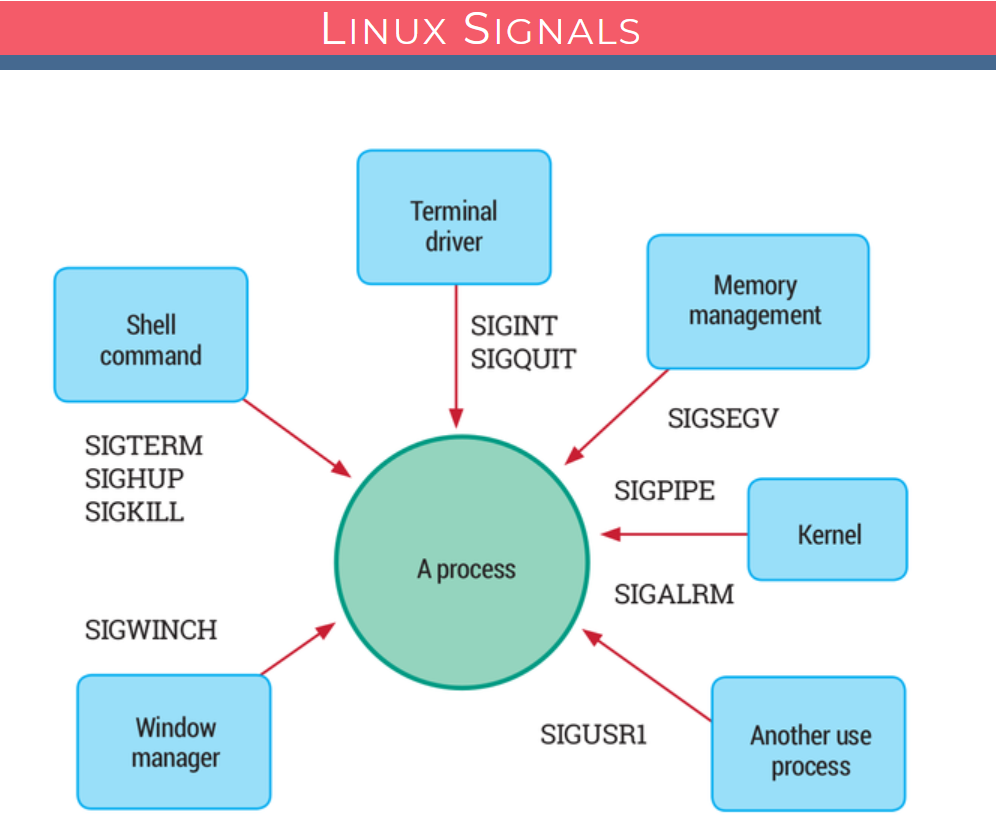 LINUX SIGNALS
Terminal
driver
Memory
management
Shell
command
SIGINT
SIGQUIT
SIGSEGV
SIGTERM
SIGHUP
SIGKILL
SIGPIPE
Kernel
A process
SIGALRM
SIGWINCH
Window
manager
SIGUSR1
Another use
process